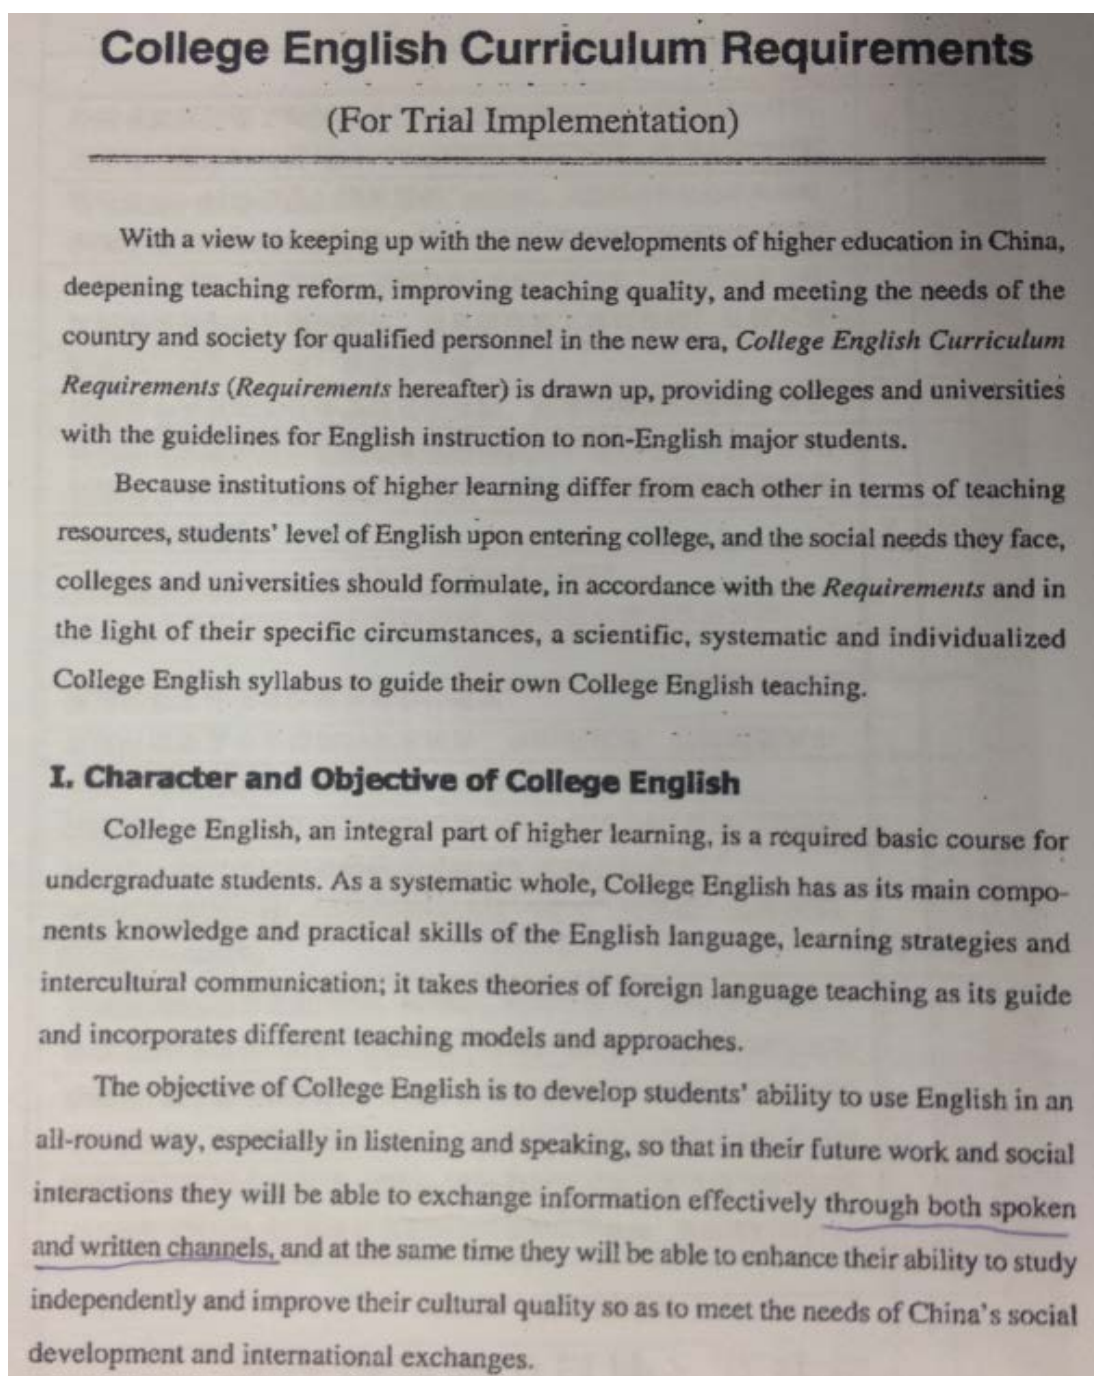 College English Curriculum Requirements
(For Trial Implementation)
With a view to keeping up with the new developments of higher education in China,
deepening teaching reform, improving teaching quality, and meeting the needs of the
country and society for qualified personnel in the new era, College English Curriculum
Requirements (Requirements hereafter) is drawn up, providing colleges and universities
with the guidelines for English instruction to non-English major students.
Because institutions of higher learning differ from each other in terms of teaching
resources, students' level of English upon entering college, and the social needs they face,
colleges and universities should formulate, in accordance with the Requirements and in
the light of their specific circumstances, a scientific, systematic and individualized
College English syllabus to guide their own College English teaching.
I. Character and Objective of College English
College English, an integral part of higher learning, is a required basic course for
undergraduate students. As a systematic whole, College English has as its main compo-
nents knowledge and practical skills of the English language, learning strategies and
intercultural communication; it takes theories of foreign language teaching as its guide
and incorporates different teaching models and approaches.
The objective of College English is to develop students' ability to use English in an
all-round way, especially in listening and speaking, so that in their future work and social
interactions they will be able to exchange information effectively through both spoken
and written channels, and at the same time they will be able to enhance their ability to study
independently and improve their cultural quality so as to meet the needs of China's social
development and international exchanges.